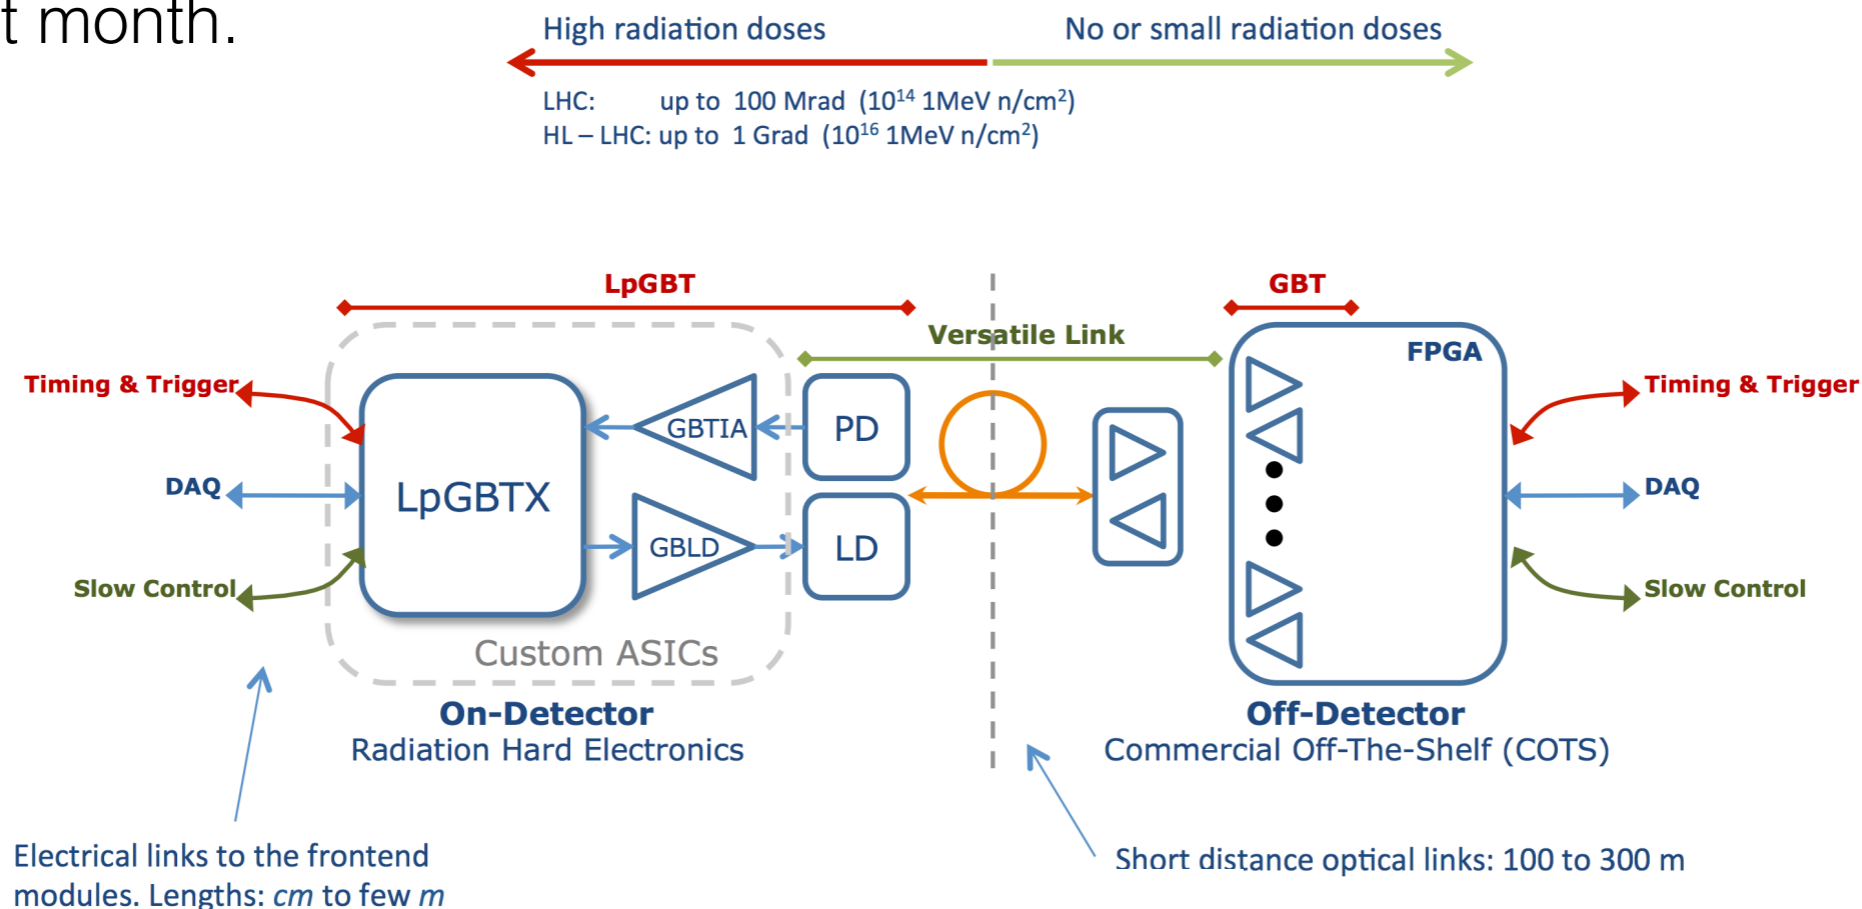 t month.
High radiation doses
No or small radiation doses
LHC: up to 100 Mrad (10¹⁴ 1MeV n/cm²)
HL – LHC: up to 1 Grad (10¹⁶ 1MeV n/cm²)
LpGBT
GBT
Versatile Link
FPGA
Timing & Trigger
Timing & Trigger
GBTIA
PD
DAQ
LpGBTX
DAQ
GBLD
LD
Slow Control
Slow Control
Custom ASICs
On-Detector
Radiation Hard Electronics
Off-Detector
Commercial Off-The-Shelf (COTS)
Electrical links to the frontend
modules. Lengths: cm to few m
Short distance optical links: 100 to 300 m